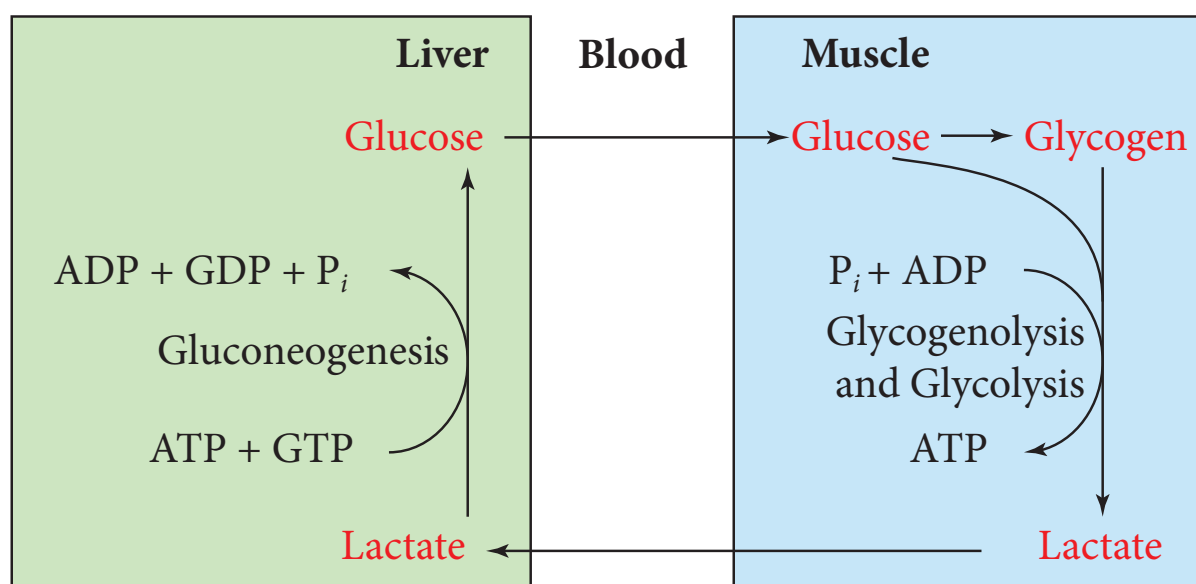 Liver Blood Muscle
Glucose Glucose Glycogen
ADP + GDP + Pi Pi + ADP
Gluconeogenesis Glycogenolysis
and Glycolysis
ATP + GTP ATP
Lactate Lactate